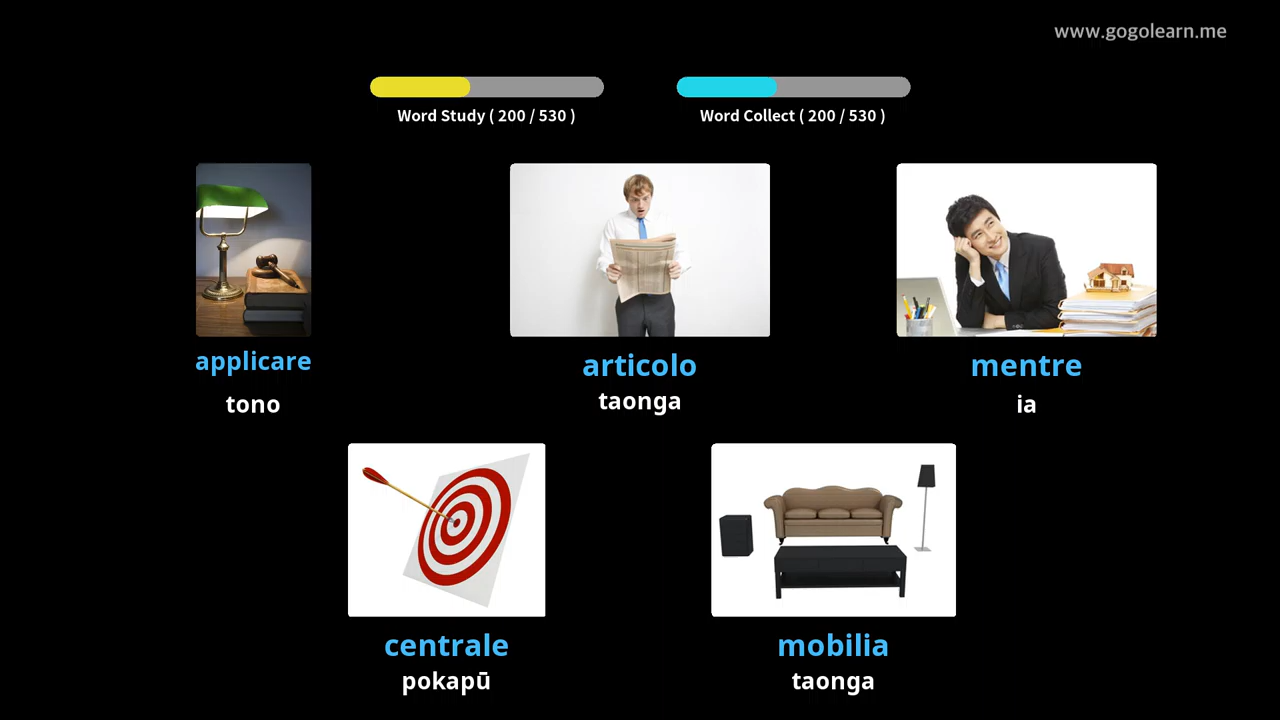 www.gogolearn.me
Word Study ( 200 / 530 )
Word Collect ( 200 / 530 )
applicare
tono
articolo
taonga
mentre
ia
centrale
pokapū
mobilia
taonga